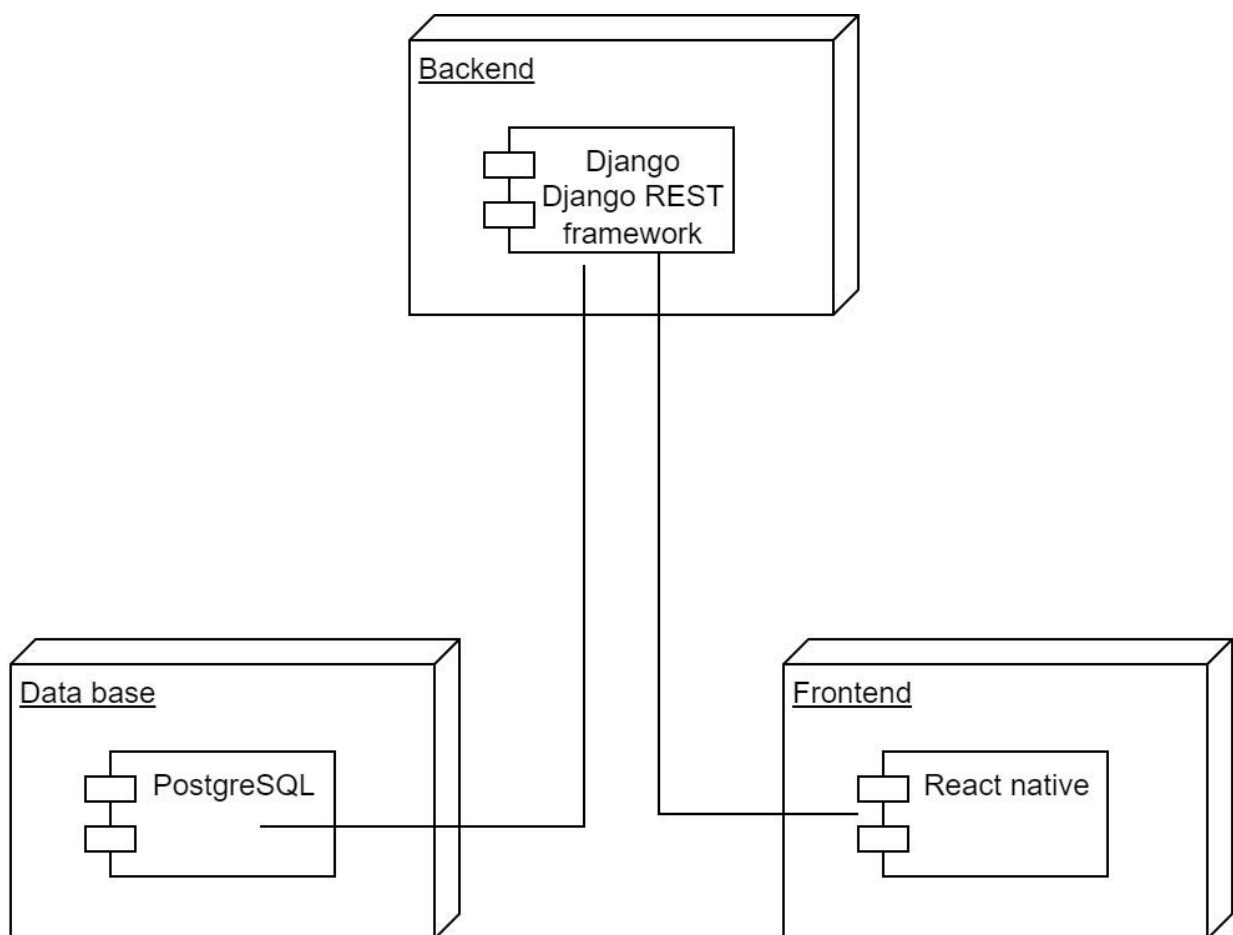 Backend
Django
Django REST
framework
Data base
PostgreSQL
Frontend
React native